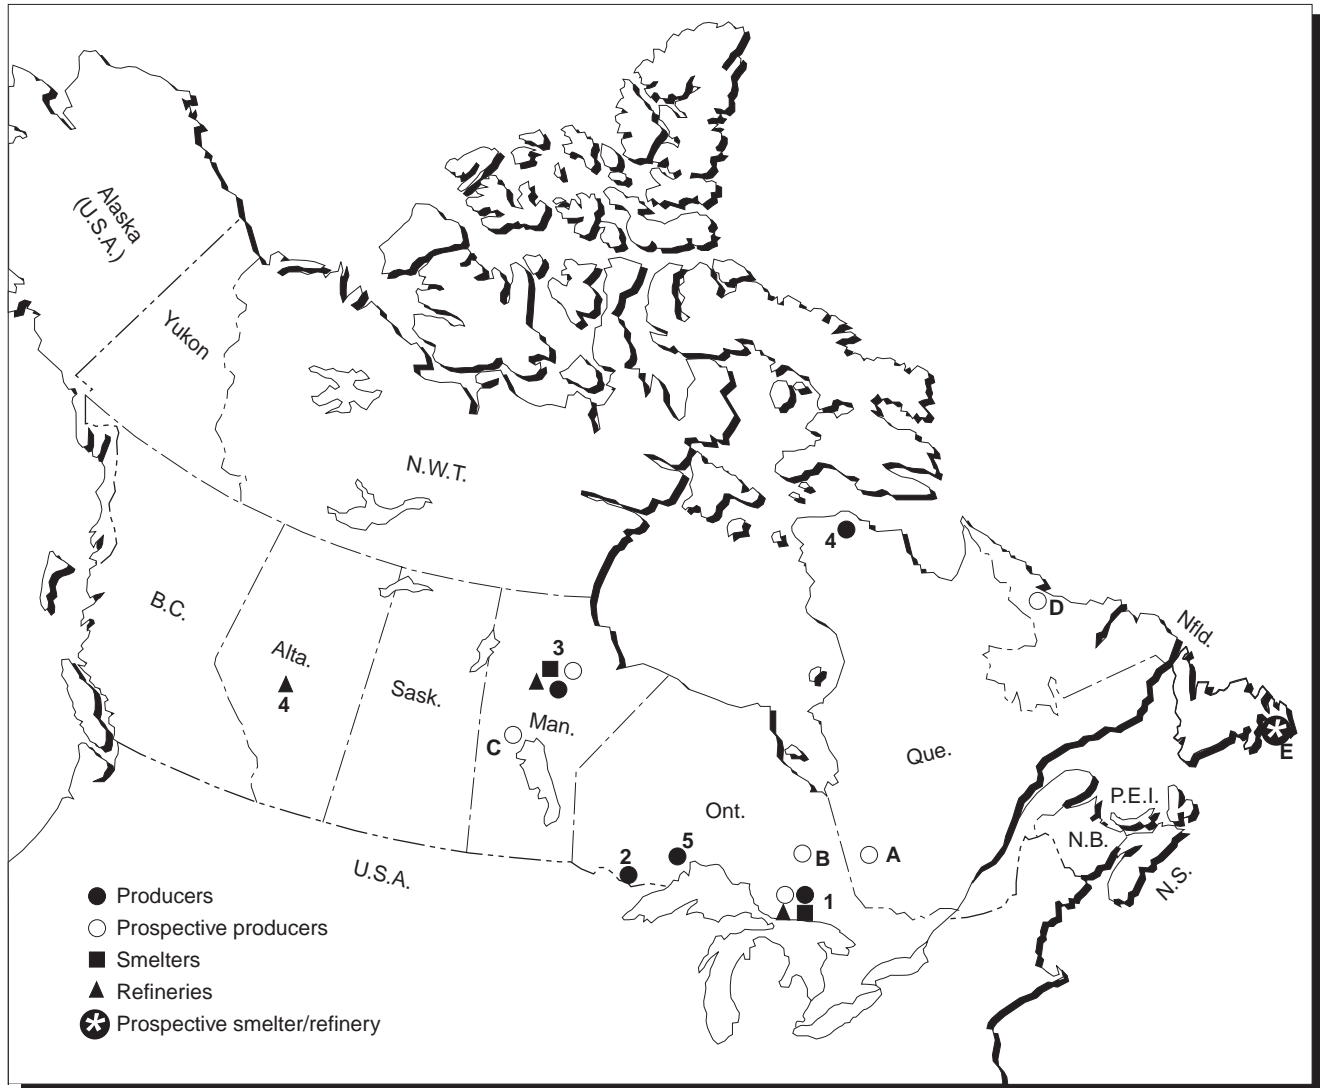 Alaska
(U.S.A.)
Yukon
N.W.T.
4
D
Nfld.
B.C.
Alta.
4
Sask.
3
Man.
C
Que.
E
P.E.I.
Ont.
N.B.
N.S.
5
2
B
A
1
U.S.A.
Producers
Prospective producers
Smelters
Refineries
Prospective smelter/refinery